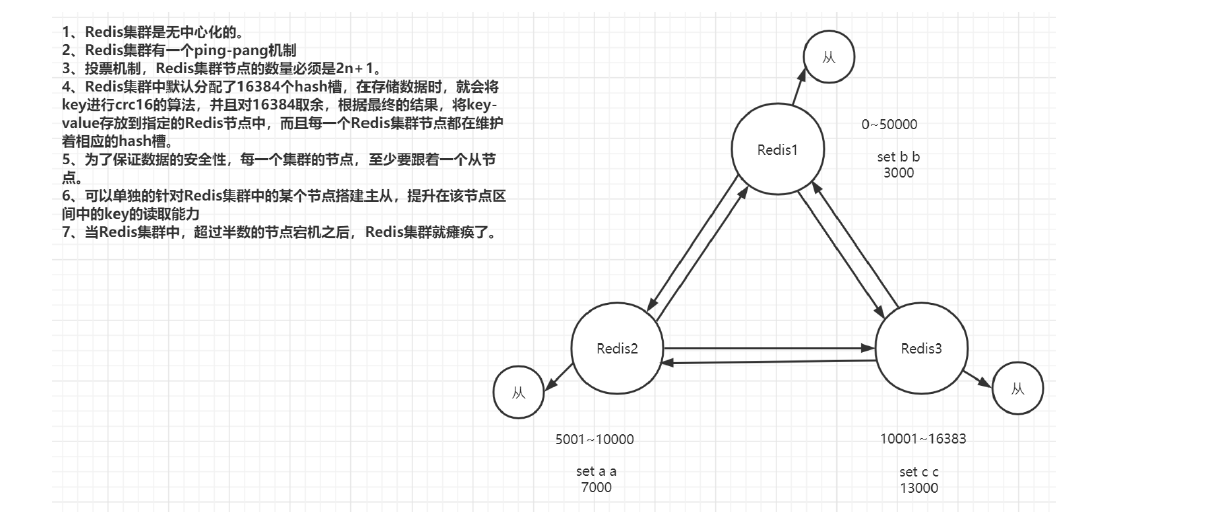 1、Redis集群是无中心化的。
2、Redis集群有一个ping-pang机制
3、投票机制，Redis集群节点的数量必须是2n+1。
4、Redis集群中默认分配了16384个hash槽，在存储数据时，就会将
key进行crc16的算法，并且对16384取余，根据最终的结果，将key-
value存放到指定的Redis节点中，而且每一个Redis集群节点都在维护
着相应的hash槽。
5、为了保证数据的安全性，每一个集群的节点，至少要跟着一个从节
点。
6、可以单独的针对Redis集群中的某个节点搭建主从，提升在该节点区
间中的key的读取能力
7、当Redis集群中，超过半数的节点宕机之后，Redis集群就瘫痪了。
从
Redis1
0~50000
set b b
3000
Redis2
Redis3
从
从
5001~10000
set a a
7000
10001~16383
set c c
13000